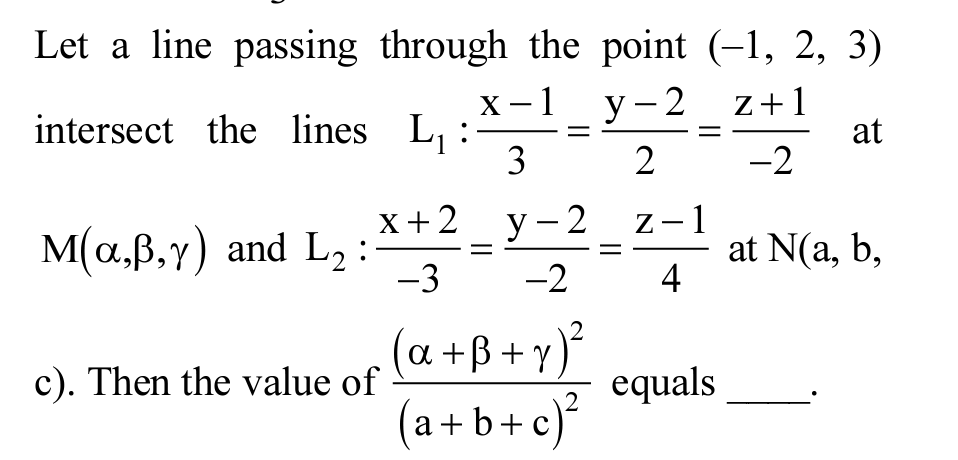 Let a line passing through the point (–1, 2, 3)
intersect the lines L₁ : (x – 1)/3 = (y – 2)/2 = (z + 1)/–2 at
M(α,β,γ) and L₂ : (x + 2)/–3 = (y – 2)/–2 = (z – 1)/4 at N(a, b,
c). Then the value of (α + β + γ)²/(a + b + c)² equals ____.